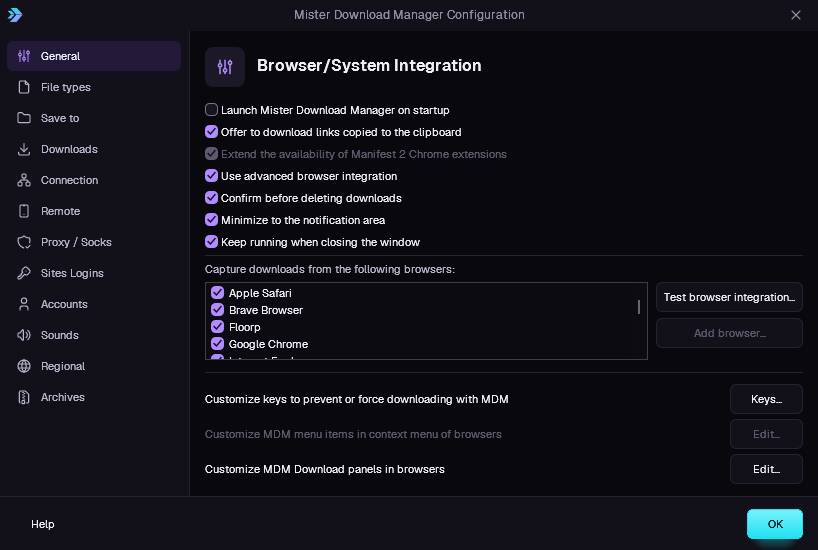 Mister Download Manager Configuration
General
File types
Save to
Downloads
Connection
Remote
Proxy / Socks
Sites Logins
Accounts
Sounds
Regional
Archives
Browser/System Integration
Launch Mister Download Manager on startup
Offer to download links copied to the clipboard
Extend the availability of Manifest 2 Chrome extensions
Use advanced browser integration
Confirm before deleting downloads
Minimize to the notification area
Keep running when closing the window
Capture downloads from the following browsers:
Apple Safari
Brave Browser
Floorp
Google Chrome
Test browser integration...
Add browser...
Customize keys to prevent or force downloading with MDM
Keys...
Customize MDM menu items in context menu of browsers
Edit...
Customize MDM Download panels in browsers
Edit...
Help
OK